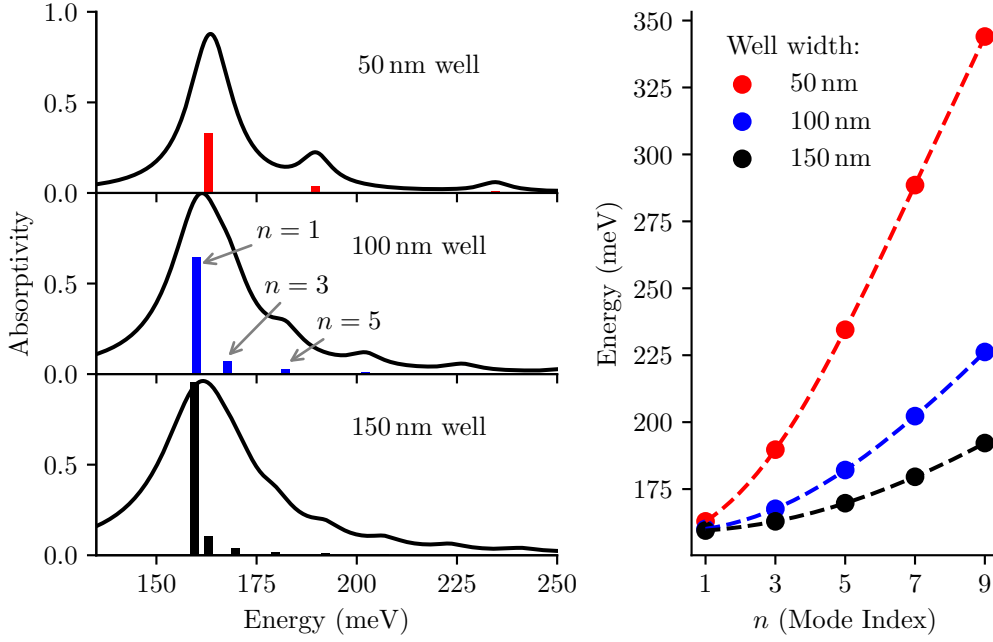 1.0
0.5
0.0
50 nm well
Absorptivity
0.5
0.0
n = 1
100 nm well
n = 3
n = 5
0.5
0.0
150 nm well
150
175
200
225
250
Energy (meV)
350
325
300
275
250
225
200
175
Energy (meV)
Well width:
50 nm
100 nm
150 nm
1
3
5
7
9
n (Mode Index)